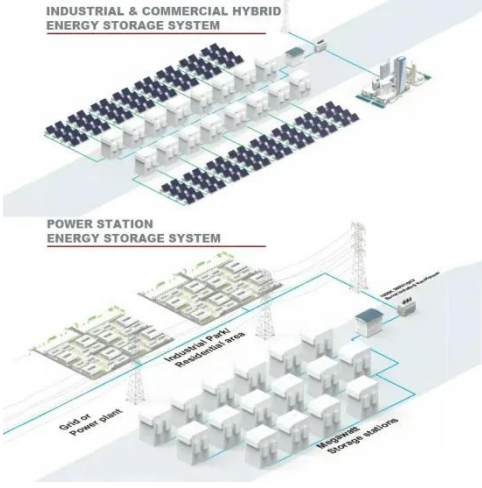 INDUSTRIAL & COMMERCIAL HYBRID
ENERGY STORAGE SYSTEM
POWER STATION
ENERGY STORAGE SYSTEM
Industrial Park/
Residential area
Grid or
Power plant
Megawatt
Storage stations